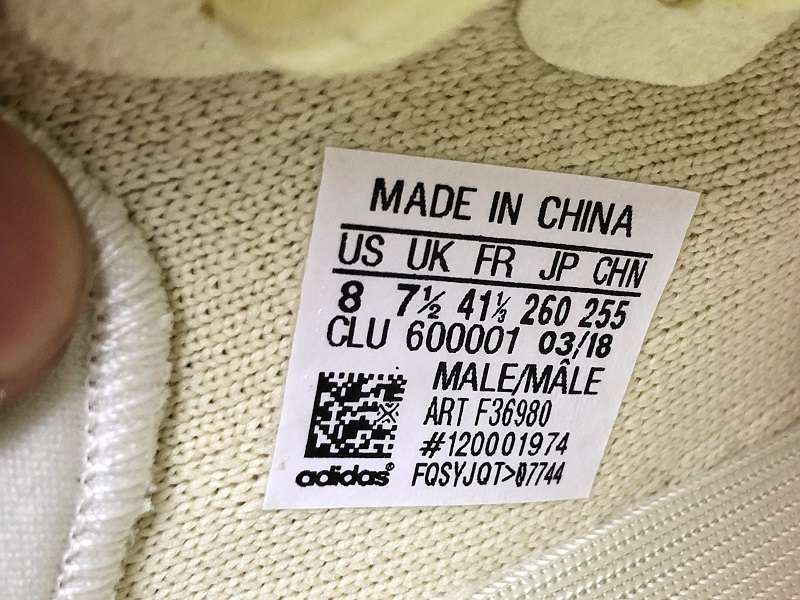 MADE IN CHINA
US UK FR JP CHN
8 7½ 41⅓ 260 255
CLU 600001 03/18
MALE/MÂLE
ART F36980
#120001974
adidas® FQSYJQT>07744